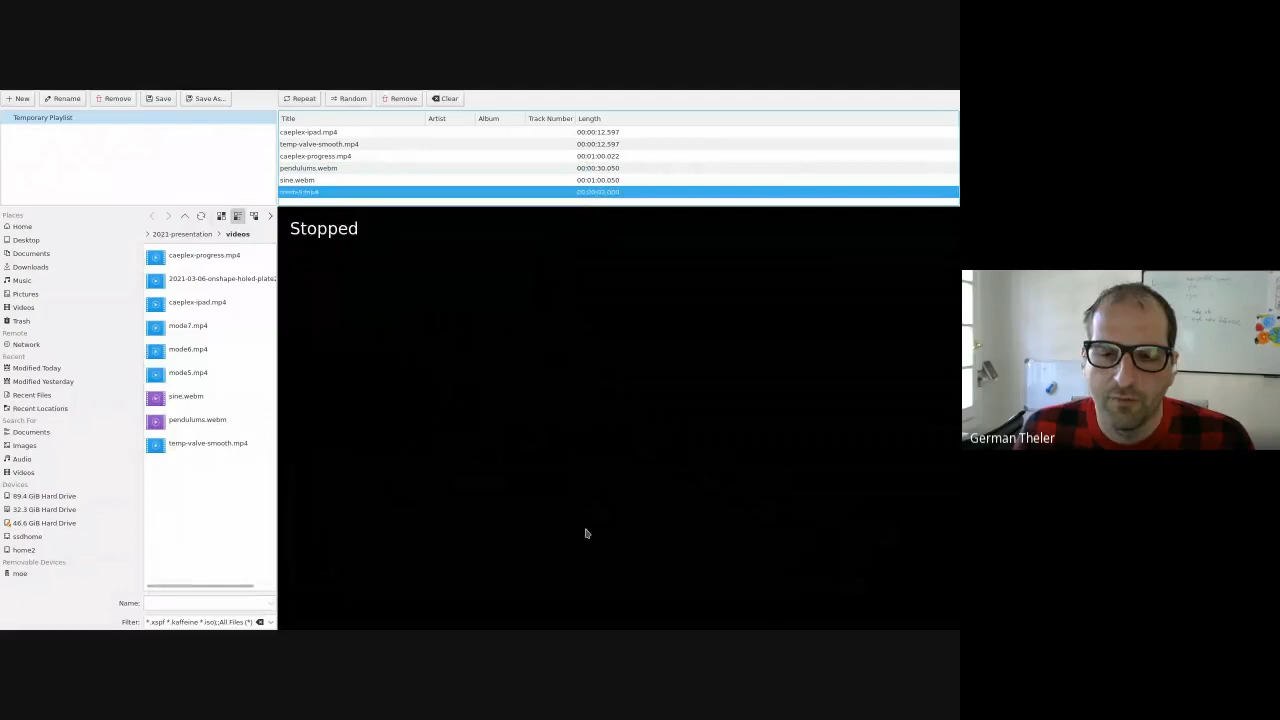 New Rename Remove Save Save As... Repeat Random Remove Clear
Temporary Playlist
Title Artist Album Track Number Length
caeplex-ipad.mp4 00:00:12.597
temp-valve-smooth.mp4 00:00:12.597
caeplex-progress.mp4 00:01:00.022
pendulums.webm 00:00:30.050
sine.webm 00:01:00.050
Places
Home
Desktop
Documents
Downloads
Music
Pictures
Videos
Trash
Remote
Network
Recent
Modified Today
Modified Yesterday
Recent Files
Recent Locations
Search For
Documents
Images
Audio
Videos
Devices
89.4 GiB Hard Drive
32.3 GiB Hard Drive
46.6 GiB Hard Drive
ssdhome
home2
Removable Devices
moe
2021-presentation videos
caeplex-progress.mp4
2021-03-06-onshape-holed-plate
caeplex-ipad.mp4
mode7.mp4
mode6.mp4
mode5.mp4
sine.webm
pendulums.webm
temp-valve-smooth.mp4
Name:
Filter: *.xspf *.kaffeine *.iso);;All Files (*)
Stopped
German Theler